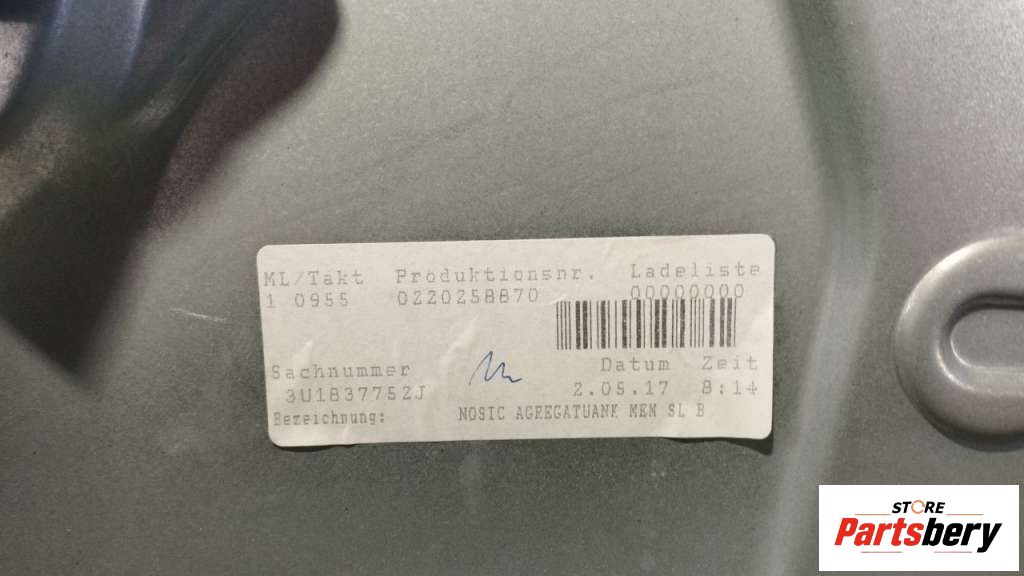 ML/Takt Produktionsnr. Ladeliste
1 0955 0220258870 00000000
Sachnummer Datum Zeit
3U1837752J 2.05.17 8:14
Bezeichnung: NOSIC AGREGATUANK MEN SL B
STORE
Partsbery